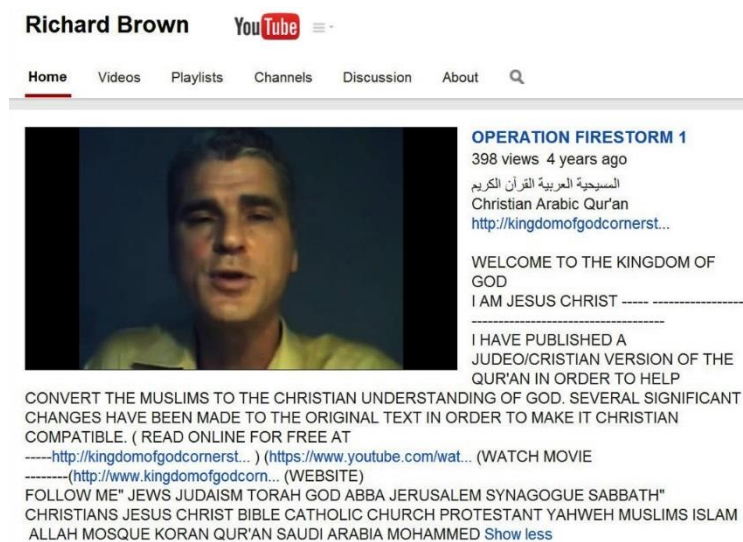 Richard Brown
YouTube
Home Videos Playlists Channels Discussion About
OPERATION FIRESTORM 1
398 views 4 years ago
المسيحية العربية القرآن الكريم
Christian Arabic Qur'an
http://kingdomofgodcornerst...
WELCOME TO THE KINGDOM OF
GOD
I AM JESUS CHRIST ----- -----------------
------------------------------------
I HAVE PUBLISHED A
JUDEO/CRISTIAN VERSION OF THE
QUR'AN IN ORDER TO HELP
CONVERT THE MUSLIMS TO THE CHRISTIAN UNDERSTANDING OF GOD. SEVERAL SIGNIFICANT
CHANGES HAVE BEEN MADE TO THE ORIGINAL TEXT IN ORDER TO MAKE IT CHRISTIAN
COMPATIBLE. ( READ ONLINE FOR FREE AT
-----http://kingdomofgodcornerst... ) (https://www.youtube.com/wat... (WATCH MOVIE
--------(http://www.kingdomofgodcorn... (WEBSITE)
FOLLOW ME" JEWS JUDAISM TORAH GOD ABBA JERUSALEM SYNAGOGUE SABBATH"
CHRISTIANS JESUS CHRIST BIBLE CATHOLIC CHURCH PROTESTANT YAHWEH MUSLIMS ISLAM
ALLAH MOSQUE KORAN QUR'AN SAUDI ARABIA MOHAMMED Show less